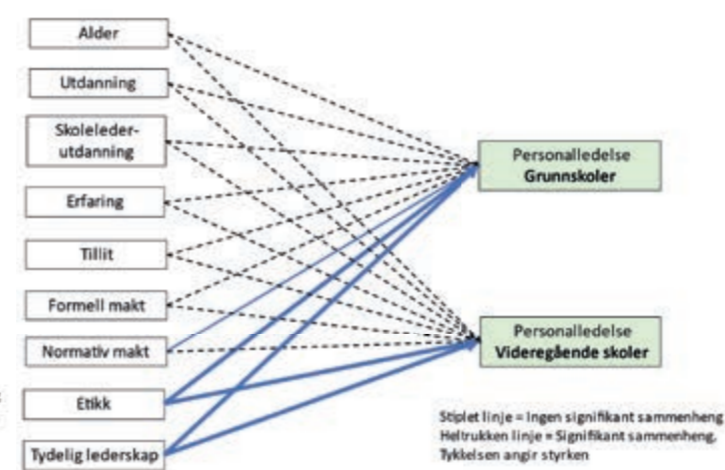 Alder
Utdanning
Skoleleder-
utdanning
Erfaring
Tillit
Formell makt
Normativ makt
Etikk
Tydelig lederskap
Personalledelse
Grunnskoler
Personalledelse
Videregående skoler
Stiplet linje = Ingen signifikant sammenheng
Heltrukken linje = Signifikant sammenheng.
Tykkelsen angir styrken